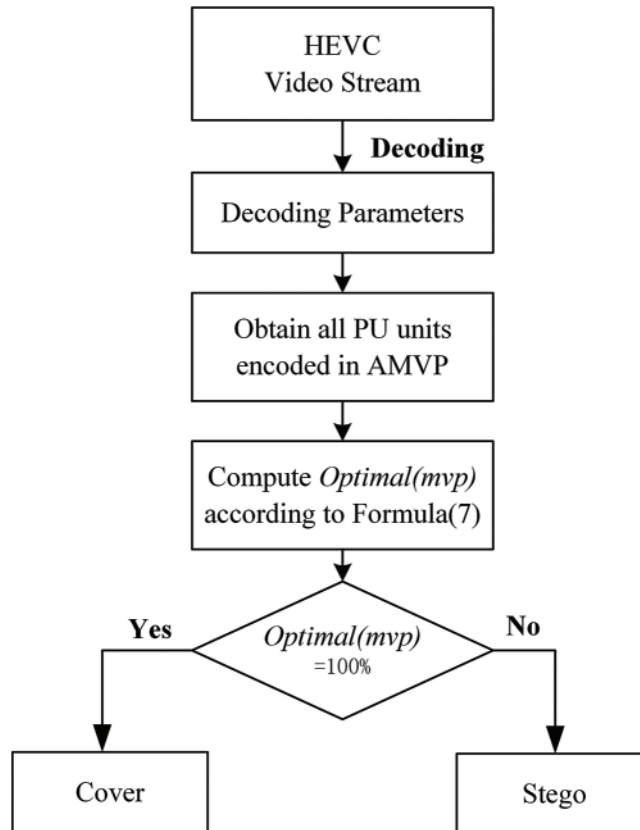 HEVC
Video Stream
Decoding
Decoding Parameters
Obtain all PU units
encoded in AMVP
Compute Optimal(mvp)
according to Formula(7)
Yes
Optimal(mvp)
=100%
No
Cover
Stego